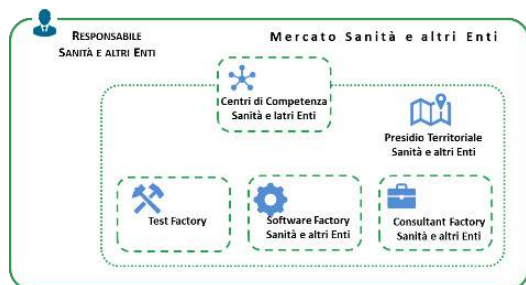 RESPONSABILE
SANITÀ E ALTRI ENTI
Mercato Sanità e altri Enti
Centri di Competenza
Sanità e latri Enti
Presidio Territoriale
Sanità e altri Enti
Test Factory
Software Factory
Sanità e altri Enti
Consultant Factory
Sanità e altri Enti